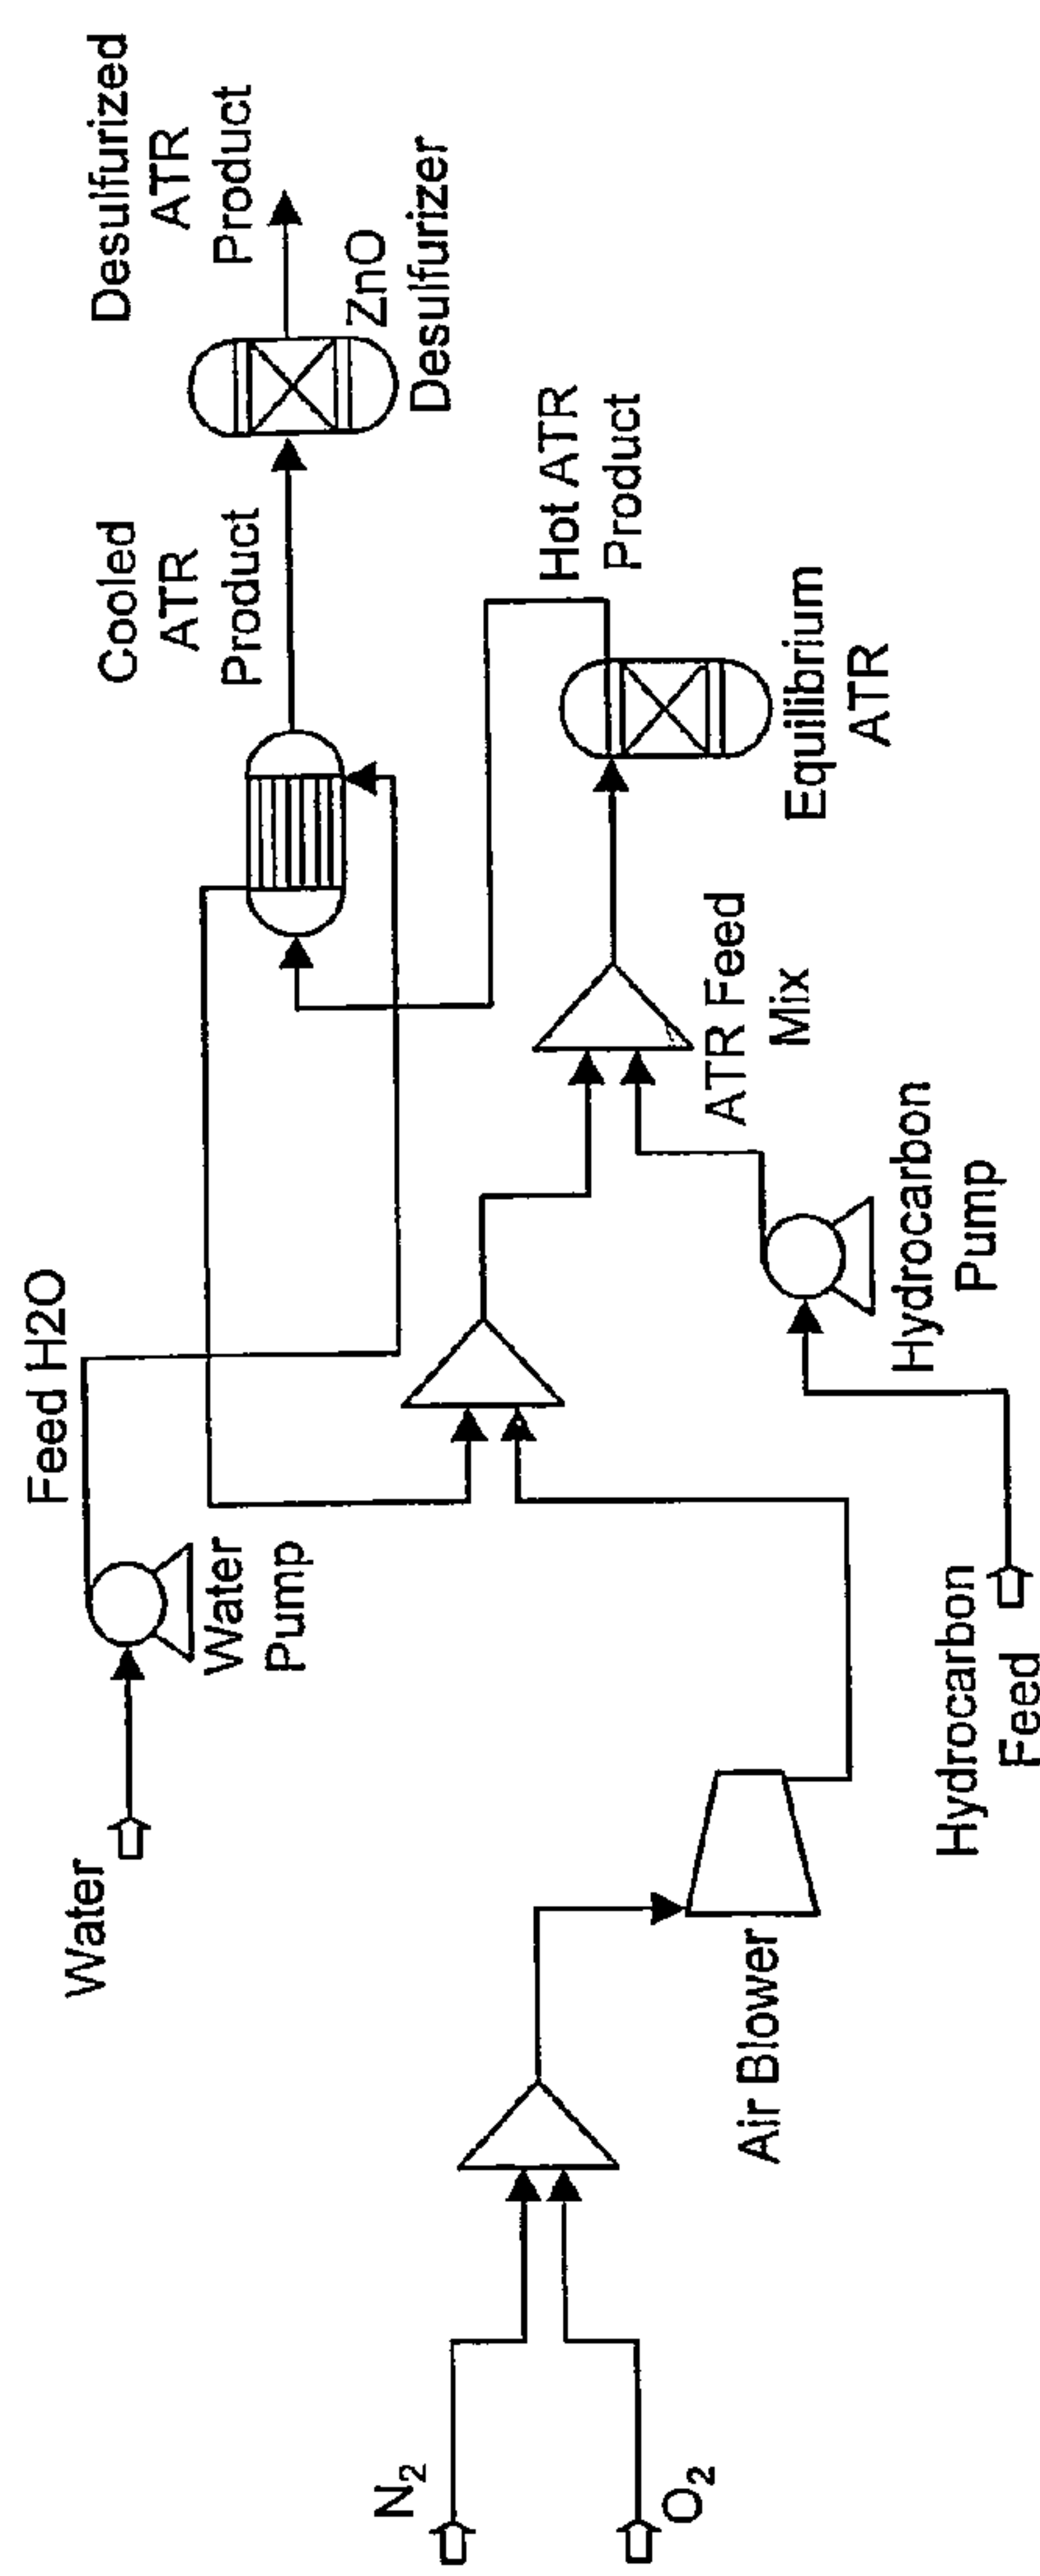 Water
Water
Pump
Feed H2O
Cooled
ATR
Product
Desulfurized
ATR
Product
ZnO
Desulfurizer
N2
O2
Air Blower
ATR Feed
Mix
Hot ATR
Product
Equilibrium
ATR
Hydrocarbon
Pump
Hydrocarbon
Feed